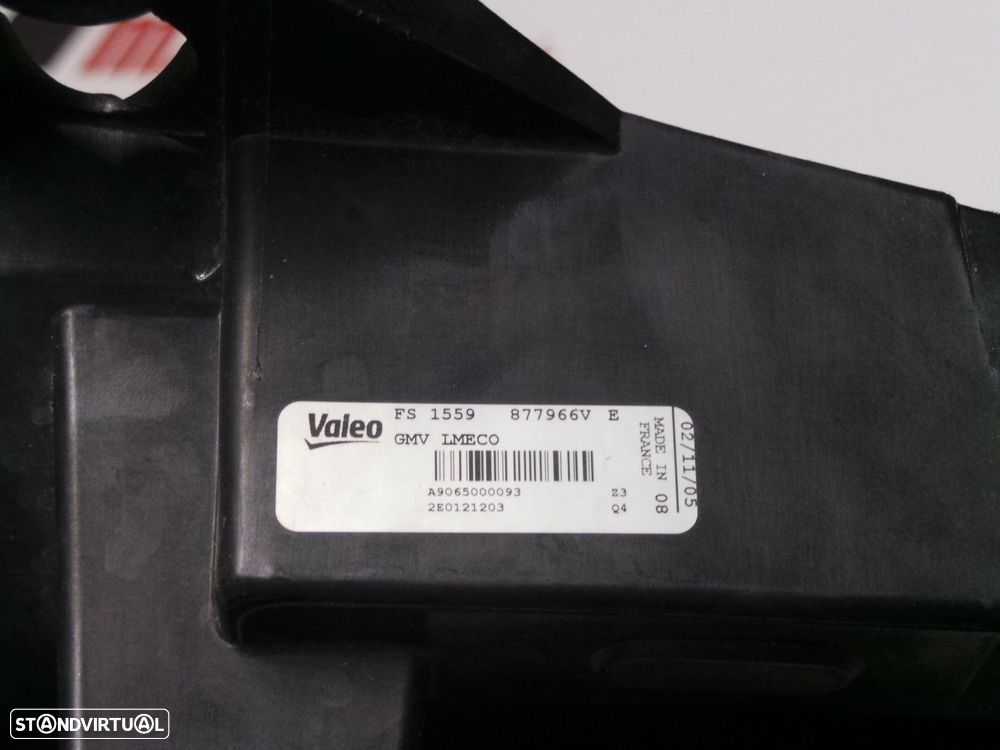 Valeo
FS 1559 877966V E
GMV LMECO
A9065000093 Z3
2E0121203 Q4
MADE IN 08
FRANCE
02/11/05
STANDVIRTUAL